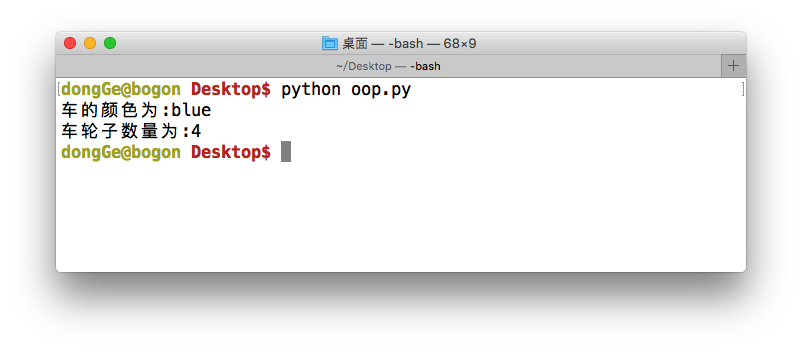 桌面 — -bash — 68×9
~/Desktop — -bash
dongGe@bogon Desktop$ python oop.py
车的颜色为:blue
车轮子数量为:4
dongGe@bogon Desktop$